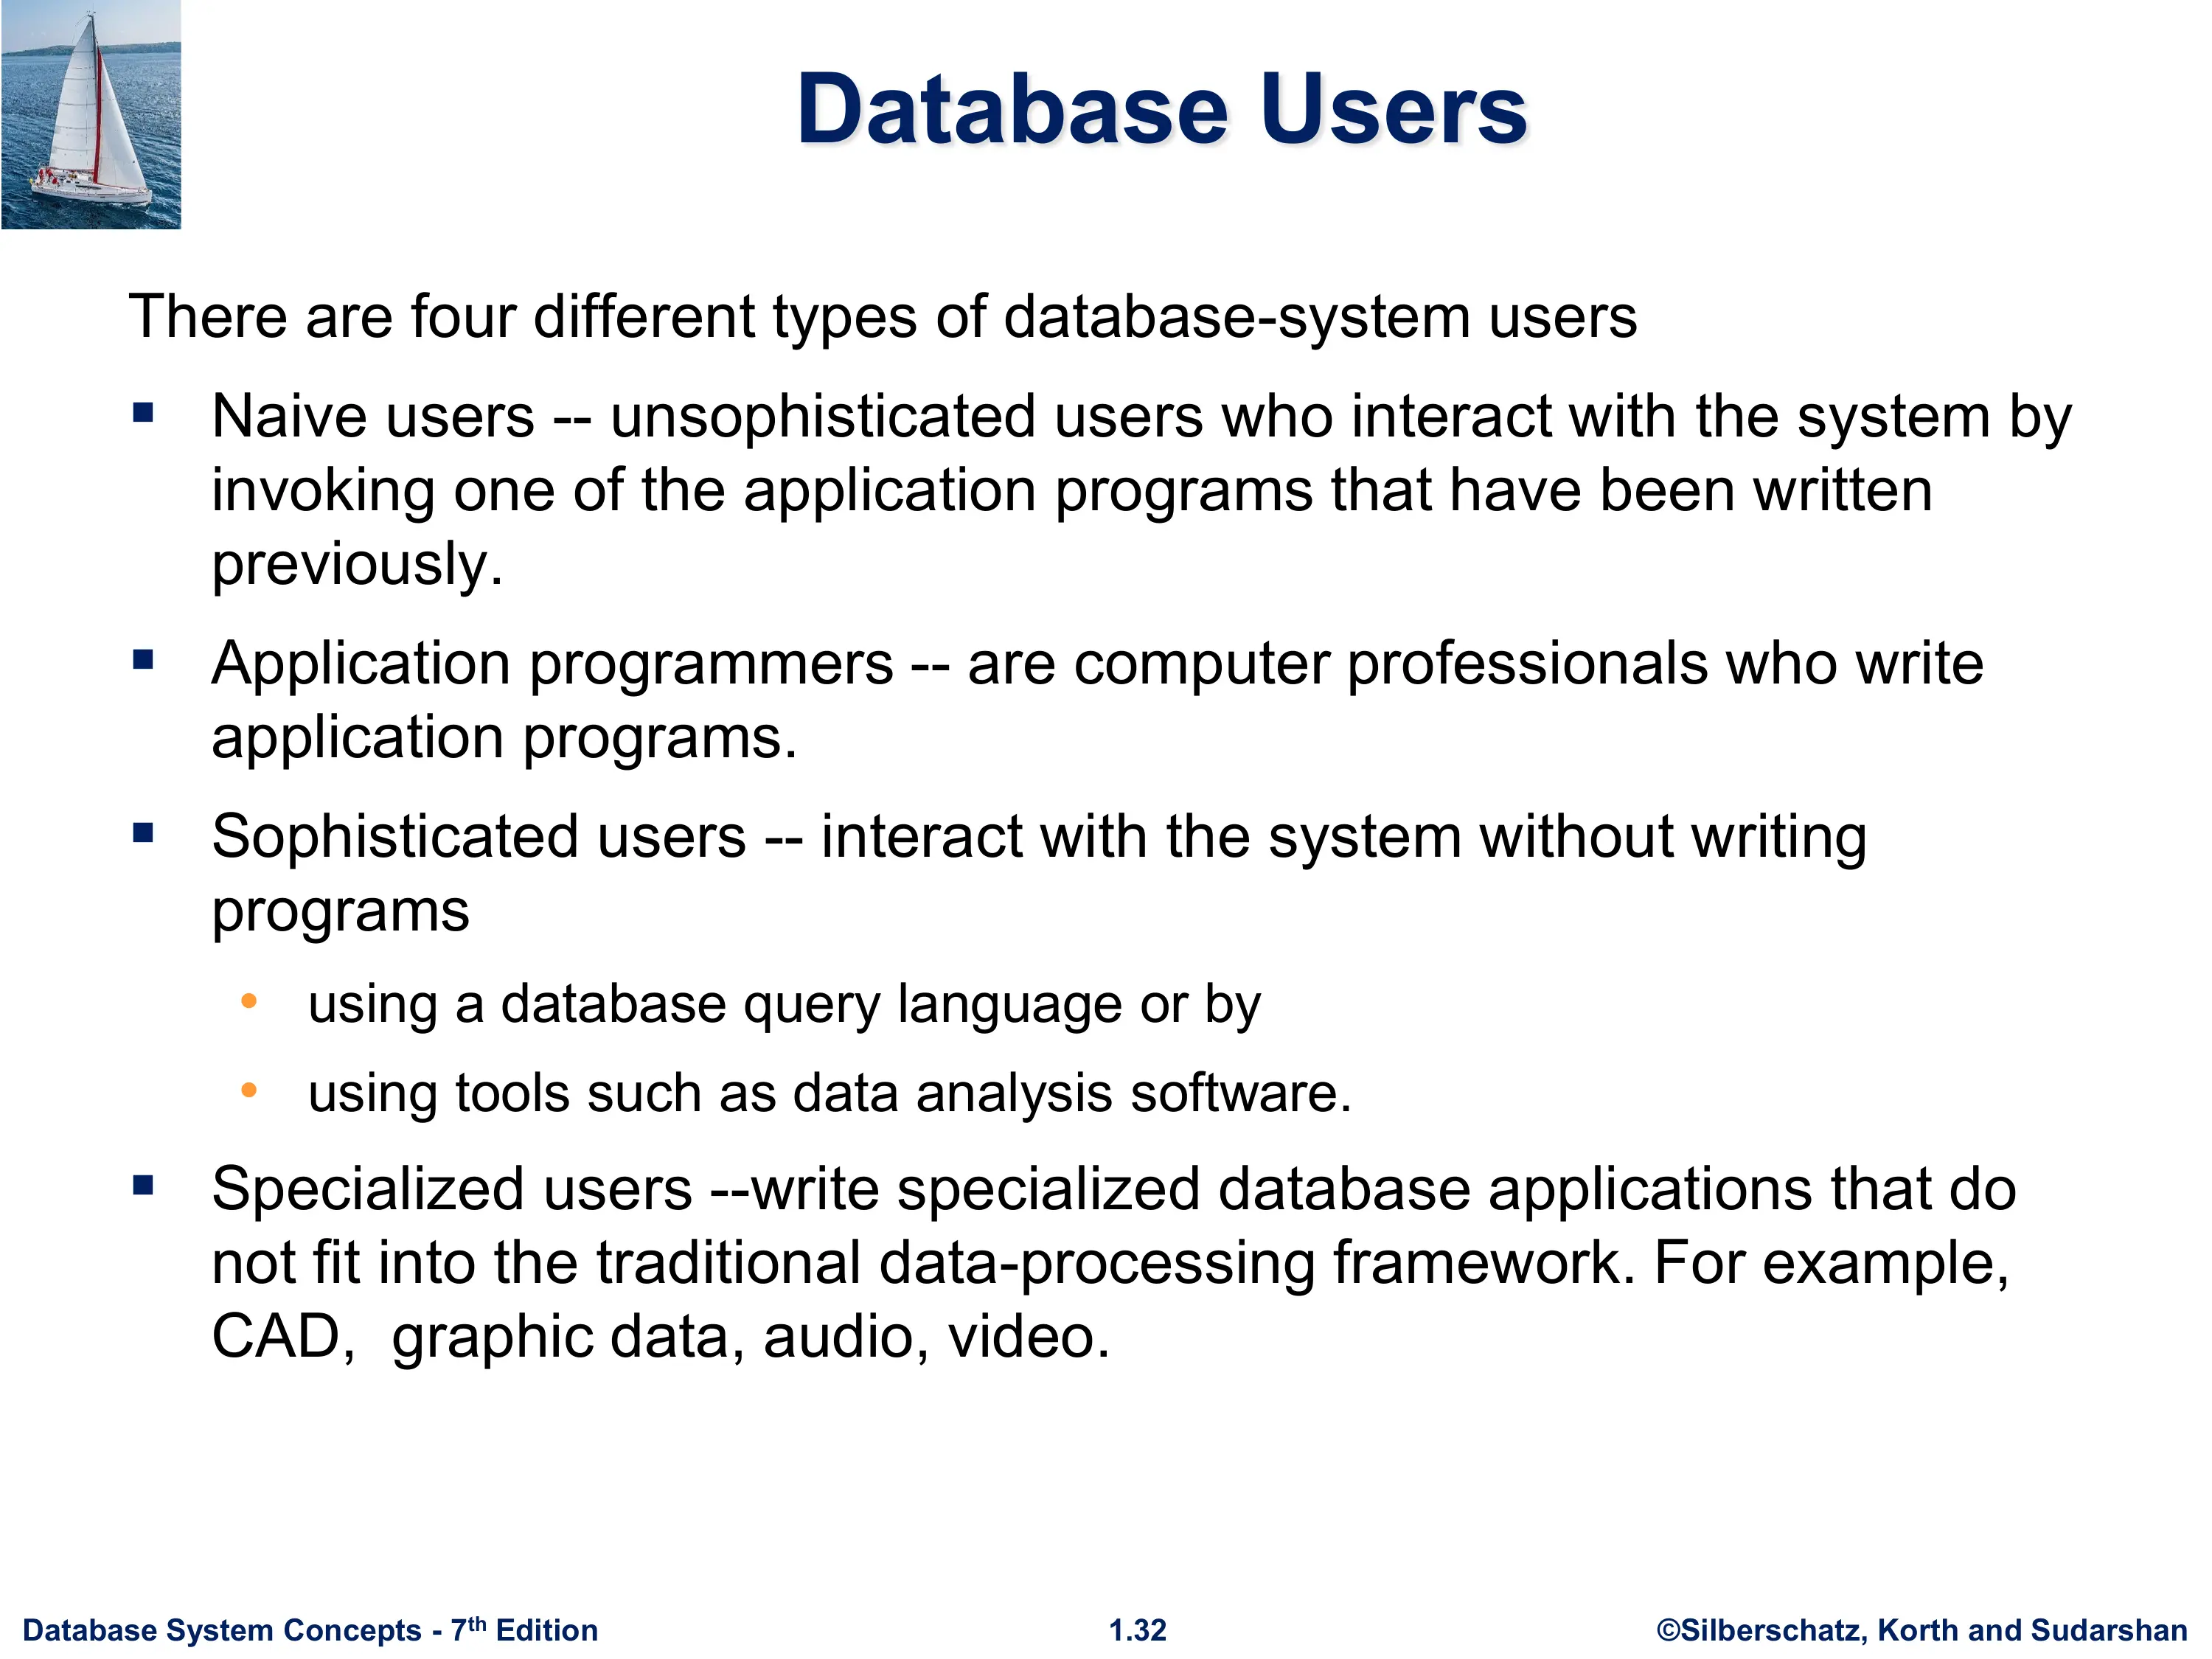 Database Users
There are four different types of database-system users
▪ Naive users -- unsophisticated users who interact with the system by
invoking one of the application programs that have been written
previously.
▪ Application programmers -- are computer professionals who write
application programs.
▪ Sophisticated users -- interact with the system without writing
programs
• using a database query language or by
• using tools such as data analysis software.
▪ Specialized users --write specialized database applications that do
not fit into the traditional data-processing framework. For example,
CAD,  graphic data, audio, video.
Database System Concepts - 7th Edition
1.32
©Silberschatz, Korth and Sudarshan